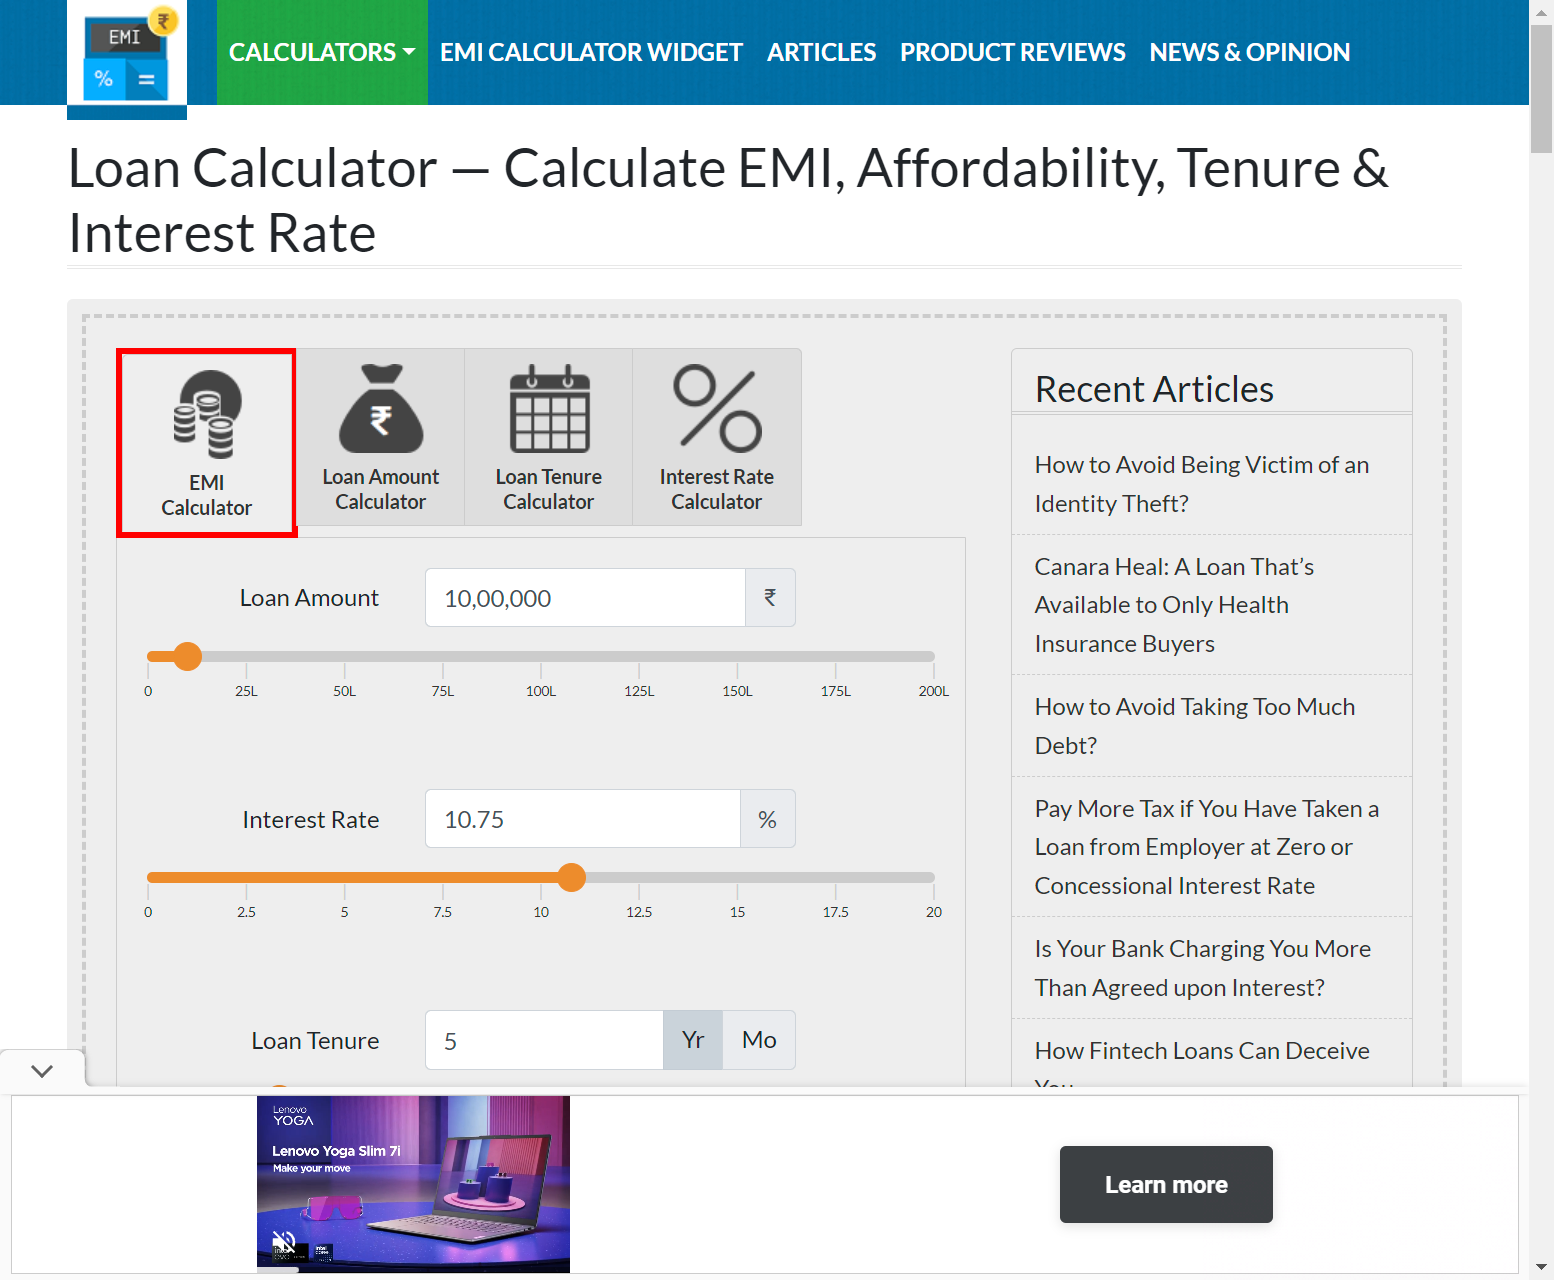 EMI
₹
%
=
CALCULATORS
EMI CALCULATOR WIDGET
ARTICLES
PRODUCT REVIEWS
NEWS & OPINION
Loan Calculator — Calculate EMI, Affordability, Tenure &
Interest Rate
EMI
Calculator
₹
Loan Amount
Calculator
Loan Tenure
Calculator
Interest Rate
Calculator
Loan Amount
10,00,000
₹
0 25L 50L 75L 100L 125L 150L 175L 200L
Interest Rate
10.75
%
0 2.5 5 7.5 10 12.5 15 17.5 20
Loan Tenure
5
Yr
Mo
Recent Articles
How to Avoid Being Victim of an
Identity Theft?
Canara Heal: A Loan That’s
Available to Only Health
Insurance Buyers
How to Avoid Taking Too Much
Debt?
Pay More Tax if You Have Taken a
Loan from Employer at Zero or
Concessional Interest Rate
Is Your Bank Charging You More
Than Agreed upon Interest?
How Fintech Loans Can Deceive
You
Lenovo
YOGA
Lenovo Yoga Slim 7i
Make your move
Learn more